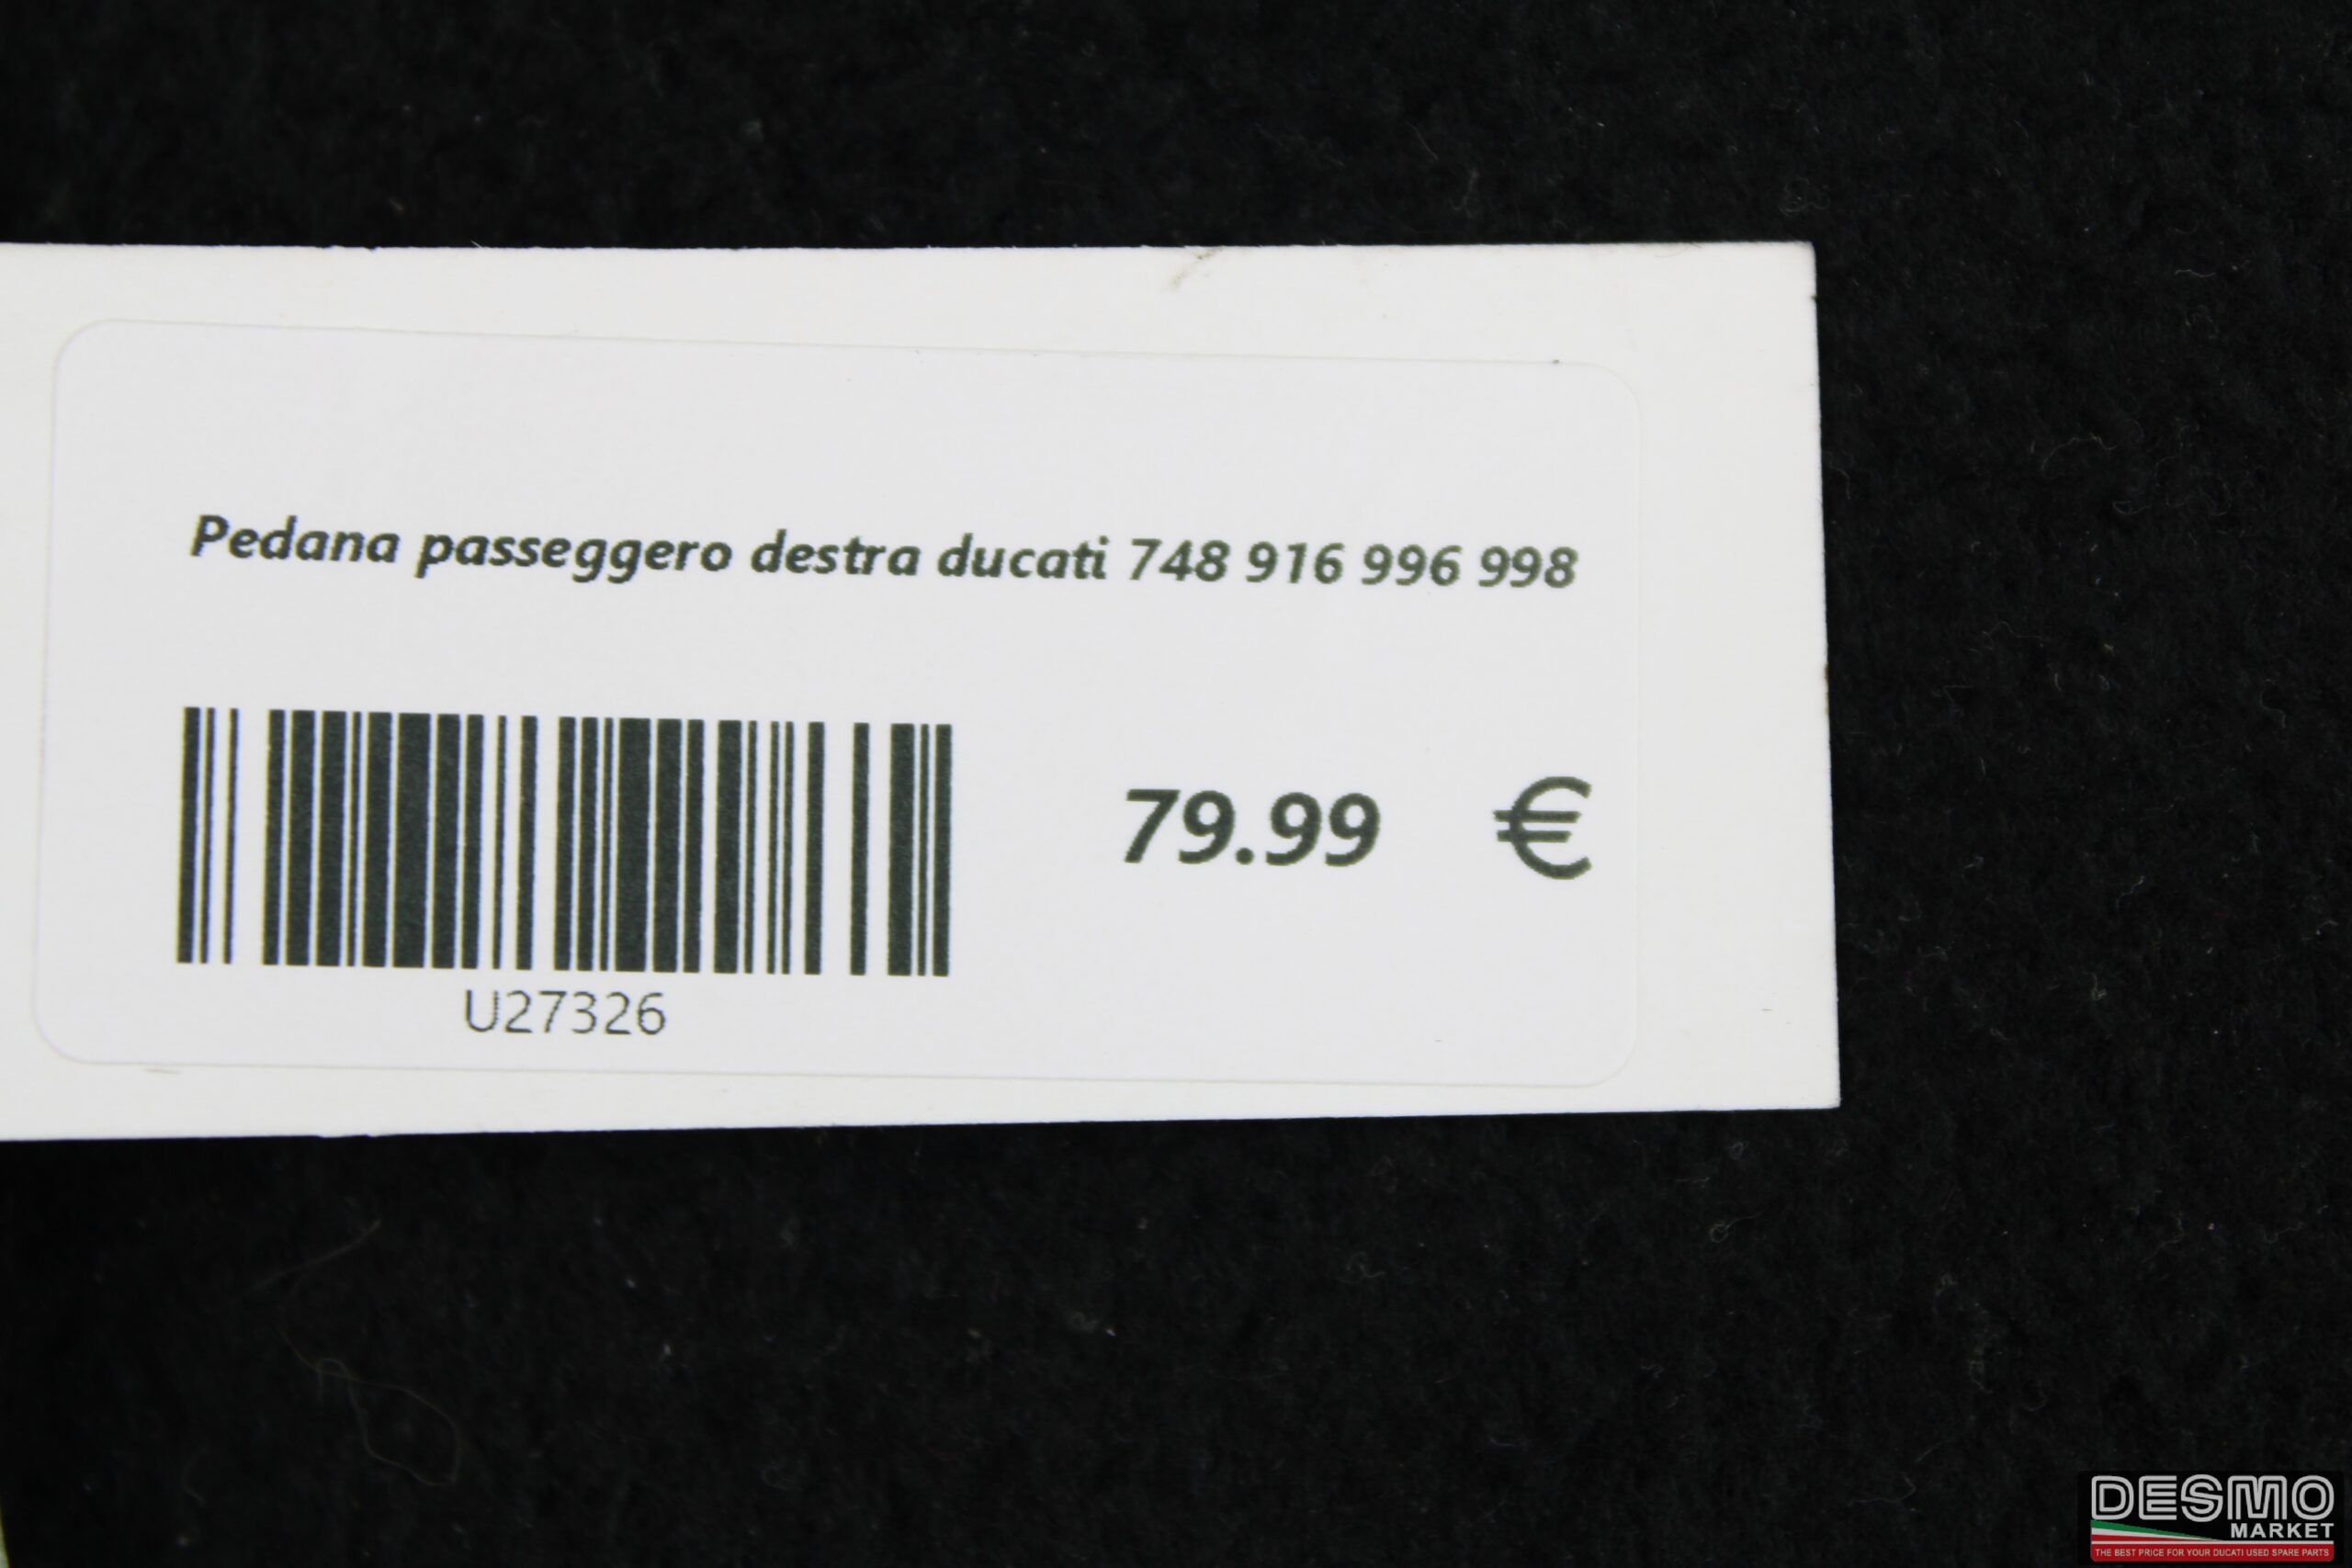 Pedana passeggero destra ducati 748 916 996 998
79.99 €
U27326
DESMO
MARKET
THE BEST PRICE FOR YOUR DUCATI USED SPARE PARTS